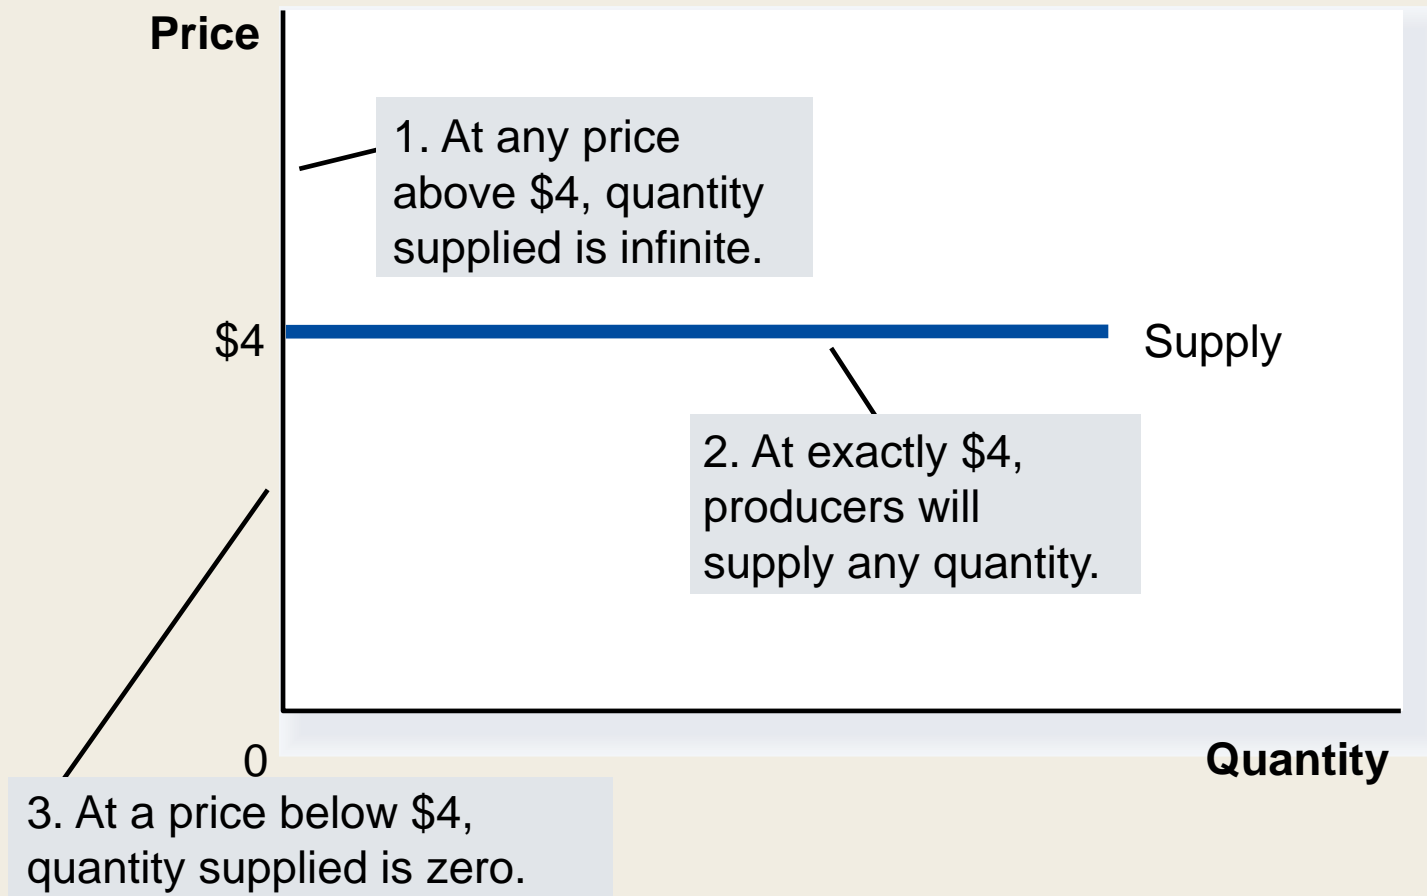 Price
1. At any price
above $4, quantity
supplied is infinite.
$4
Supply
2. At exactly $4,
producers will
supply any quantity.
0
Quantity
3. At a price below $4,
quantity supplied is zero.